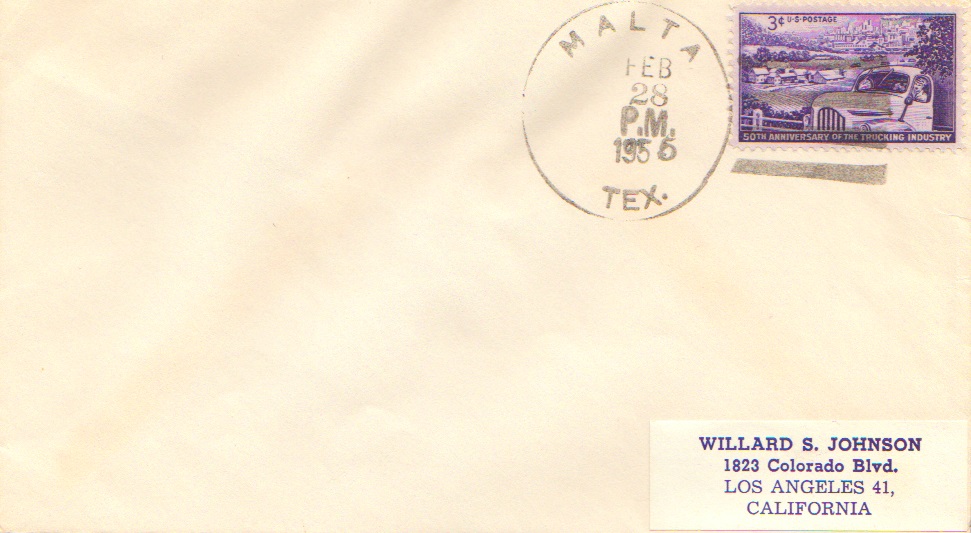 MALTA
FEB
28
P.M.
1956
TEX.
3¢ U·S·POSTAGE
50TH ANNIVERSARY OF THE TRUCKING INDUSTRY
WILLARD S. JOHNSON
1823 Colorado Blvd.
LOS ANGELES 41,
CALIFORNIA